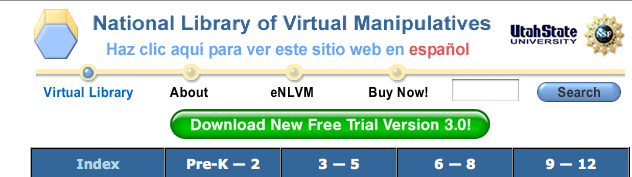 National Library of Virtual Manipulatives
Haz clic aquí para ver este sitio web en español
UtahState
UNIVERSITY
NSF
Virtual Library About eNLVM Buy Now! Search
Download New Free Trial Version 3.0!
Index Pre-K — 2 3 — 5 6 — 8 9 — 12